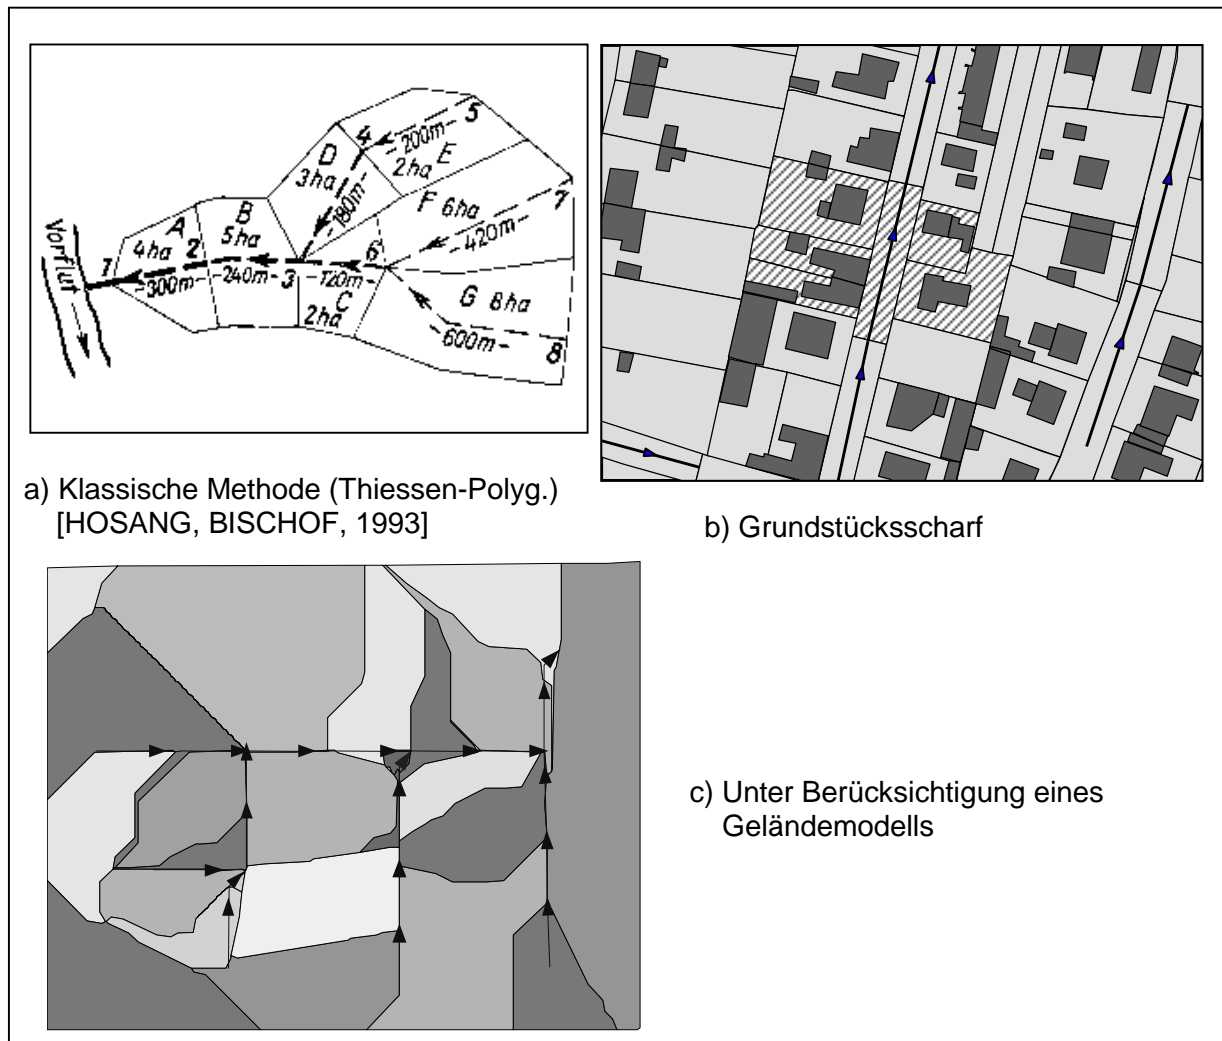 5
4
D
3ha
-200m-
2ha
E
-180m-
F 6ha
7
-420m-
Vorflut
A
4ha
B
5ha
1
2
-300m-
-240m-
3
-120m-
6
C
2ha
G 8ha
-600m-
8
a) Klassische Methode (Thiessen-Polyg.)
[HOSANG, BISCHOF, 1993]
b) Grundstücksscharf
c) Unter Berücksichtigung eines
Geländemodells